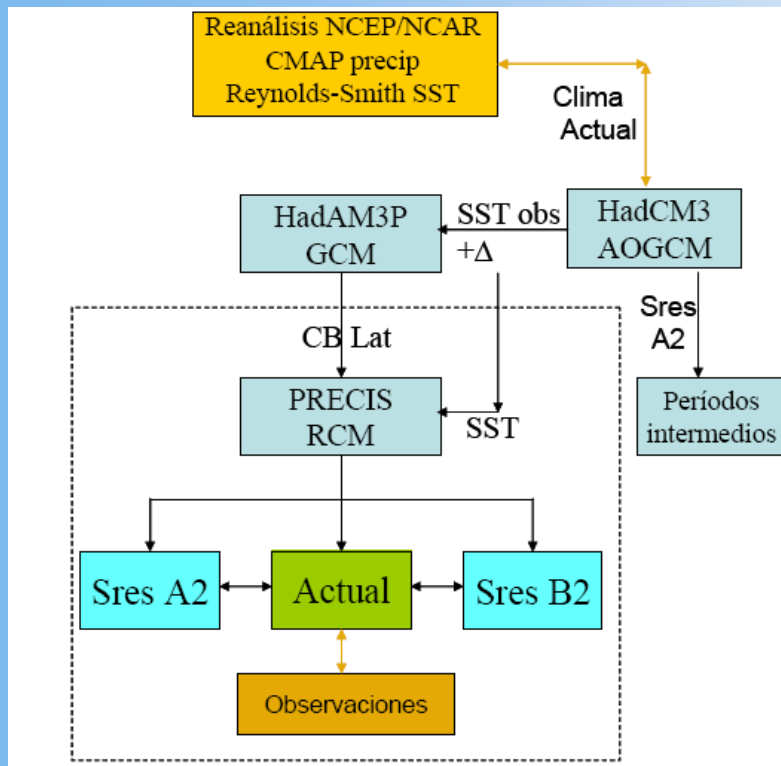 Reanálisis NCEP/NCAR
CMAP precip
Reynolds-Smith SST
Clima
Actual
HadAM3P
GCM
SST obs
+Δ
HadCM3
AOGCM
Sres
A2
CB Lat
PRECIS
RCM
SST
Períodos
intermedios
Sres A2
Actual
Sres B2
Observaciones